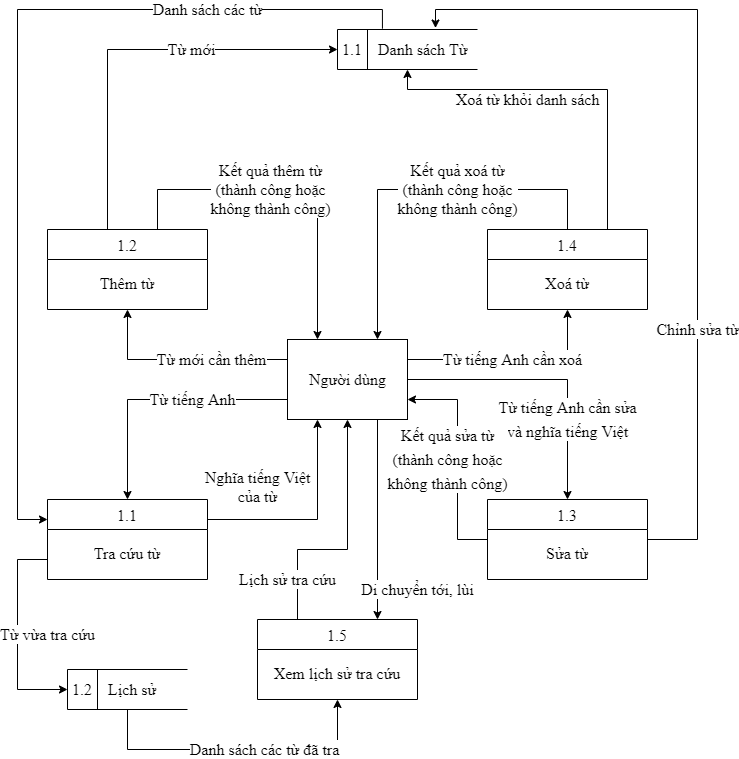 Danh sách các từ
Từ mới
1.1
Danh sách Từ
Xoá từ khỏi danh sách
Kết quả thêm từ
(thành công hoặc
không thành công)
Kết quả xoá từ
(thành công hoặc
không thành công)
1.2
Thêm từ
1.4
Xoá từ
Chỉnh sửa từ
Từ mới cần thêm
Người dùng
Từ tiếng Anh cần xoá
Từ tiếng Anh
Từ tiếng Anh cần sửa
và nghĩa tiếng Việt
Kết quả sửa từ
(thành công hoặc
không thành công)
Nghĩa tiếng Việt
của từ
1.1
Tra cứu từ
1.3
Sửa từ
Lịch sử tra cứu
Di chuyển tới, lùi
Từ vừa tra cứu
1.5
Xem lịch sử tra cứu
1.2
Lịch sử
Danh sách các từ đã tra